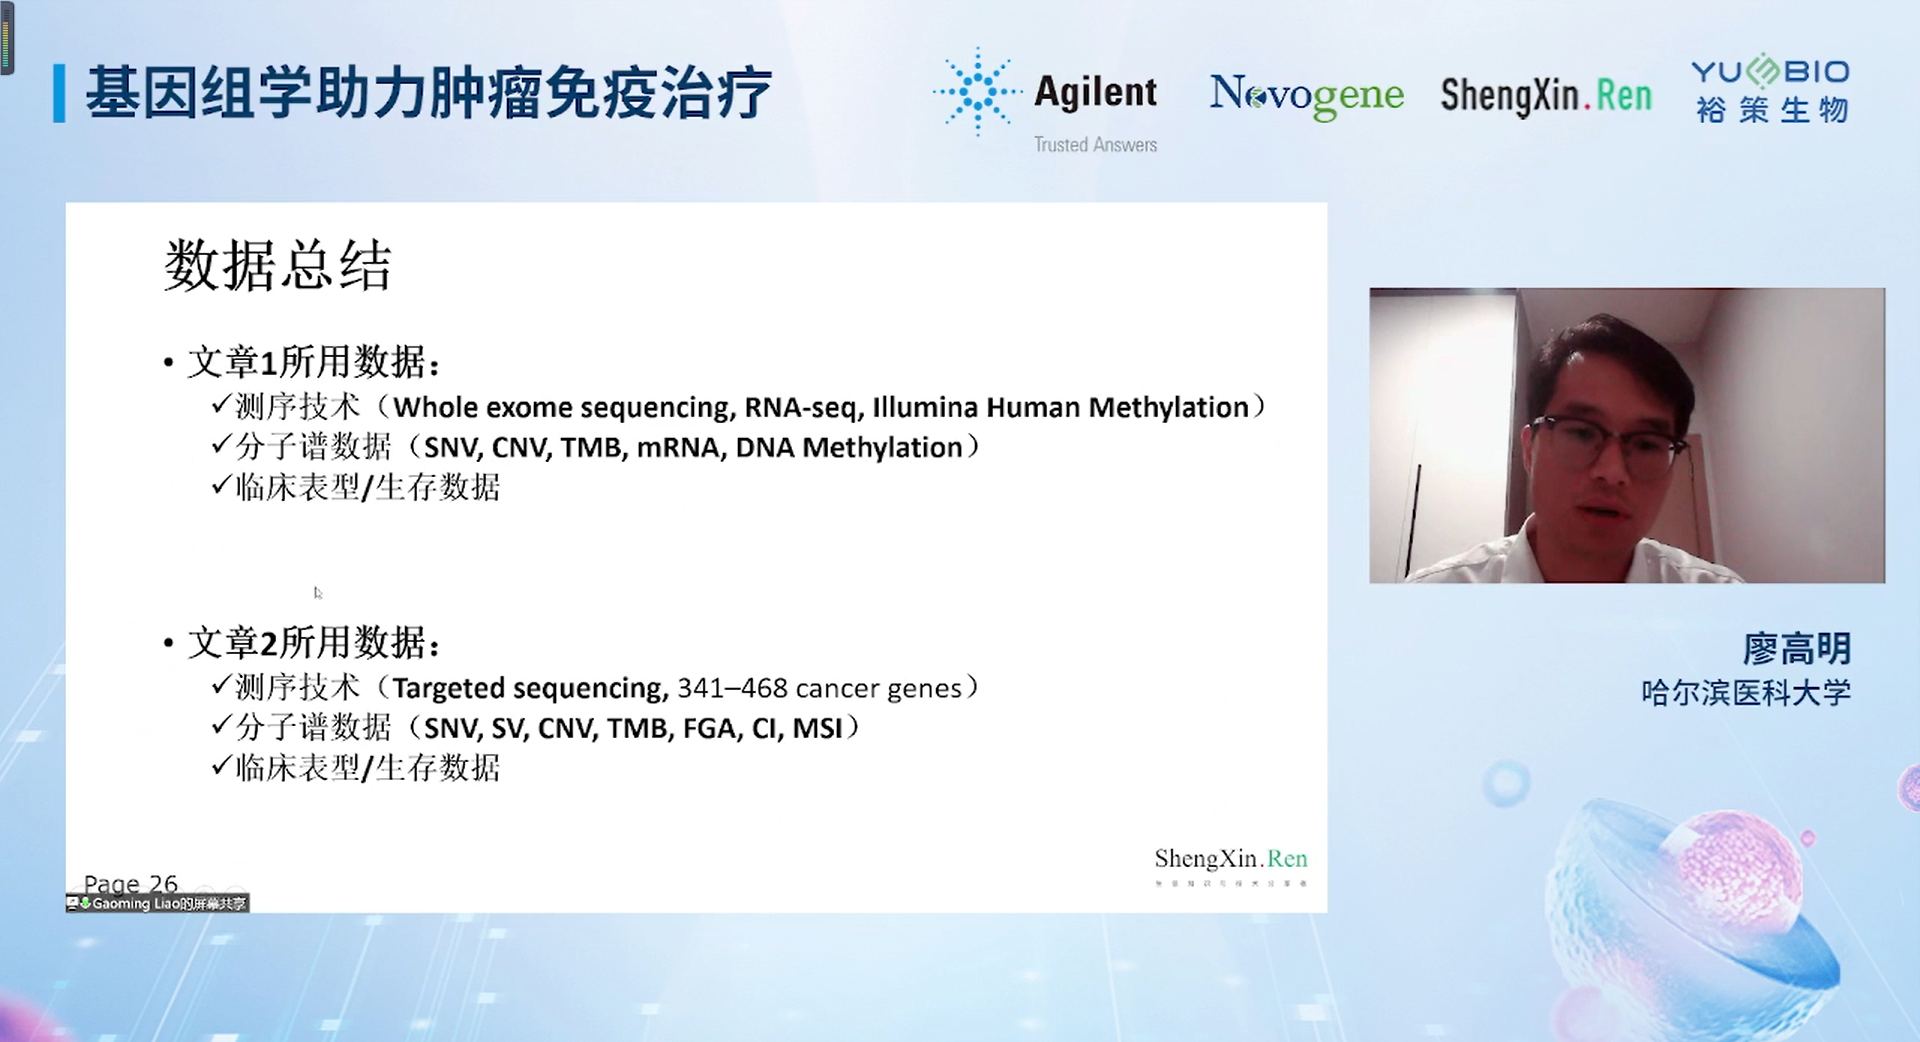 基因组学助力肿瘤免疫治疗
Agilent
Trusted Answers
Novogene
ShengXin.Ren
YUCEBIO
裕策生物
数据总结
• 文章1所用数据：
✓测序技术（Whole exome sequencing, RNA-seq, Illumina Human Methylation）
✓分子谱数据（SNV, CNV, TMB, mRNA, DNA Methylation）
✓临床表型/生存数据
• 文章2所用数据：
✓测序技术（Targeted sequencing, 341–468 cancer genes）
✓分子谱数据（SNV, SV, CNV, TMB, FGA, CI, MSI）
✓临床表型/生存数据
廖高明
哈尔滨医科大学
ShengXin.Ren
Page 26
Gaoming Liao的屏幕共享